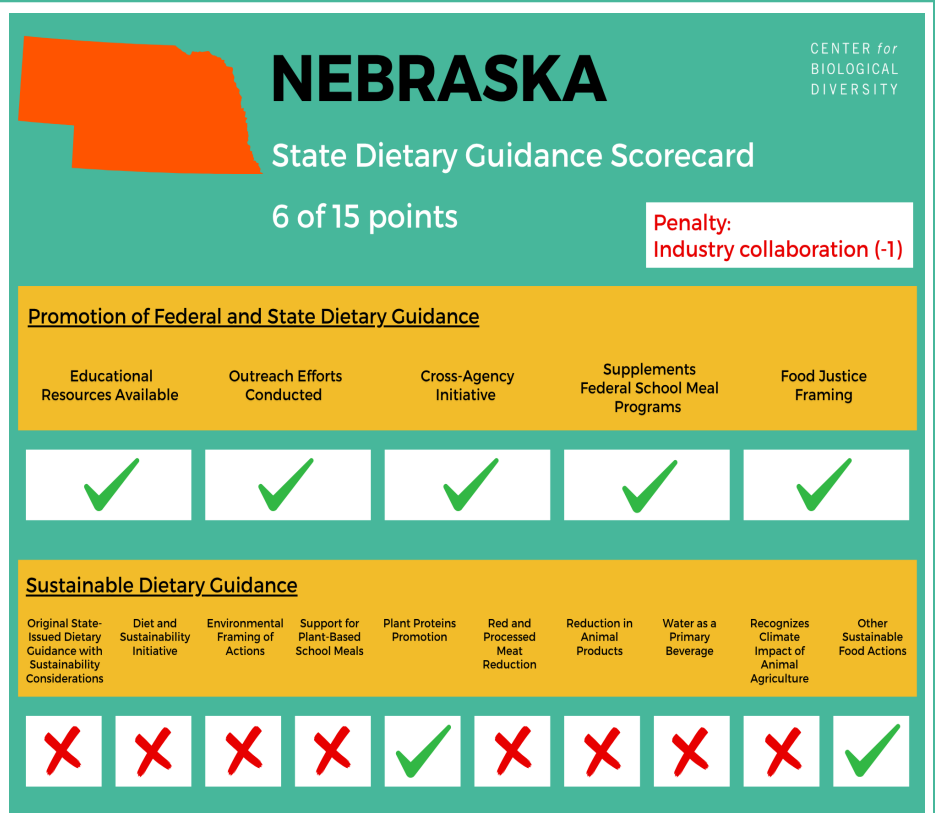 NEBRASKA
CENTER for
BIOLOGICAL
DIVERSITY
State Dietary Guidance Scorecard
6 of 15 points
Penalty:
Industry collaboration (-1)
Promotion of Federal and State Dietary Guidance
Educational
Resources Available
Outreach Efforts
Conducted
Cross-Agency
Initiative
Supplements
Federal School Meal
Programs
Food Justice
Framing
Sustainable Dietary Guidance
Original State-
Issued Dietary
Guidance with
Sustainability
Considerations
Diet and
Sustainability
Initiative
Environmental
Framing of
Actions
Support for
Plant-Based
School Meals
Plant Proteins
Promotion
Red and
Processed
Meat
Reduction
Reduction in
Animal
Products
Water as a
Primary
Beverage
Recognizes
Climate
Impact of
Animal
Agriculture
Other
Sustainable
Food Actions